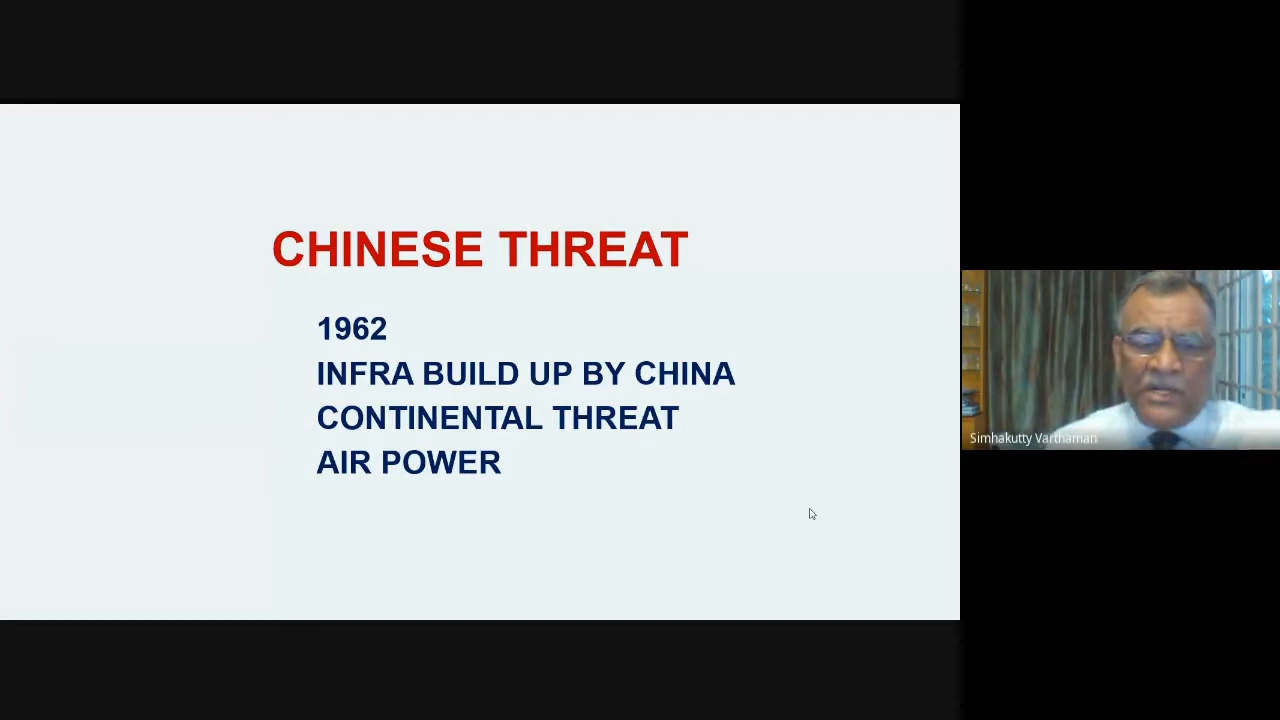 CHINESE THREAT
1962
INFRA BUILD UP BY CHINA
CONTINENTAL THREAT
AIR POWER
Simhakutty Varthaman